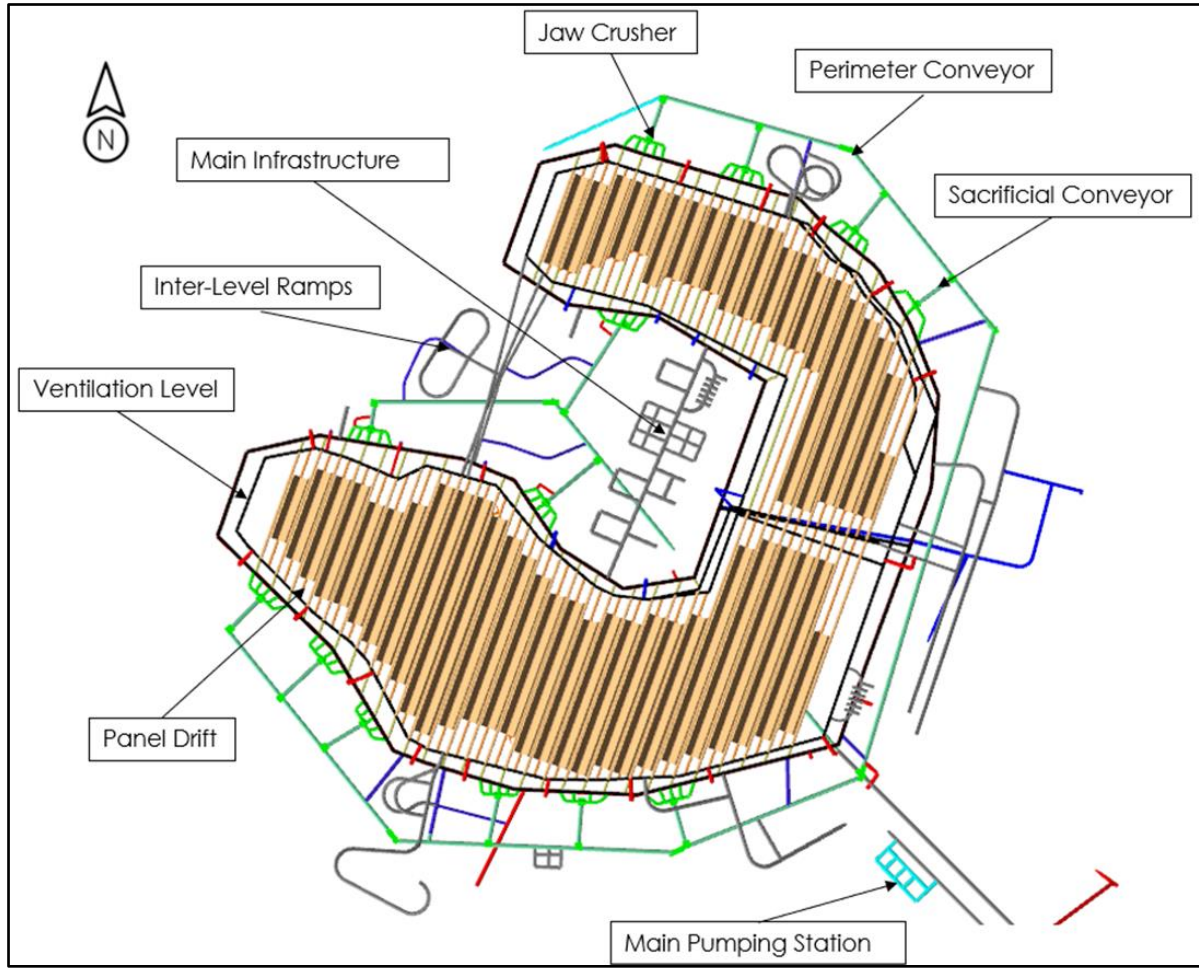 Jaw Crusher
Perimeter Conveyor
N
Main Infrastructure
Sacrificial Conveyor
Inter-Level Ramps
Ventilation Level
Panel Drift
Main Pumping Station